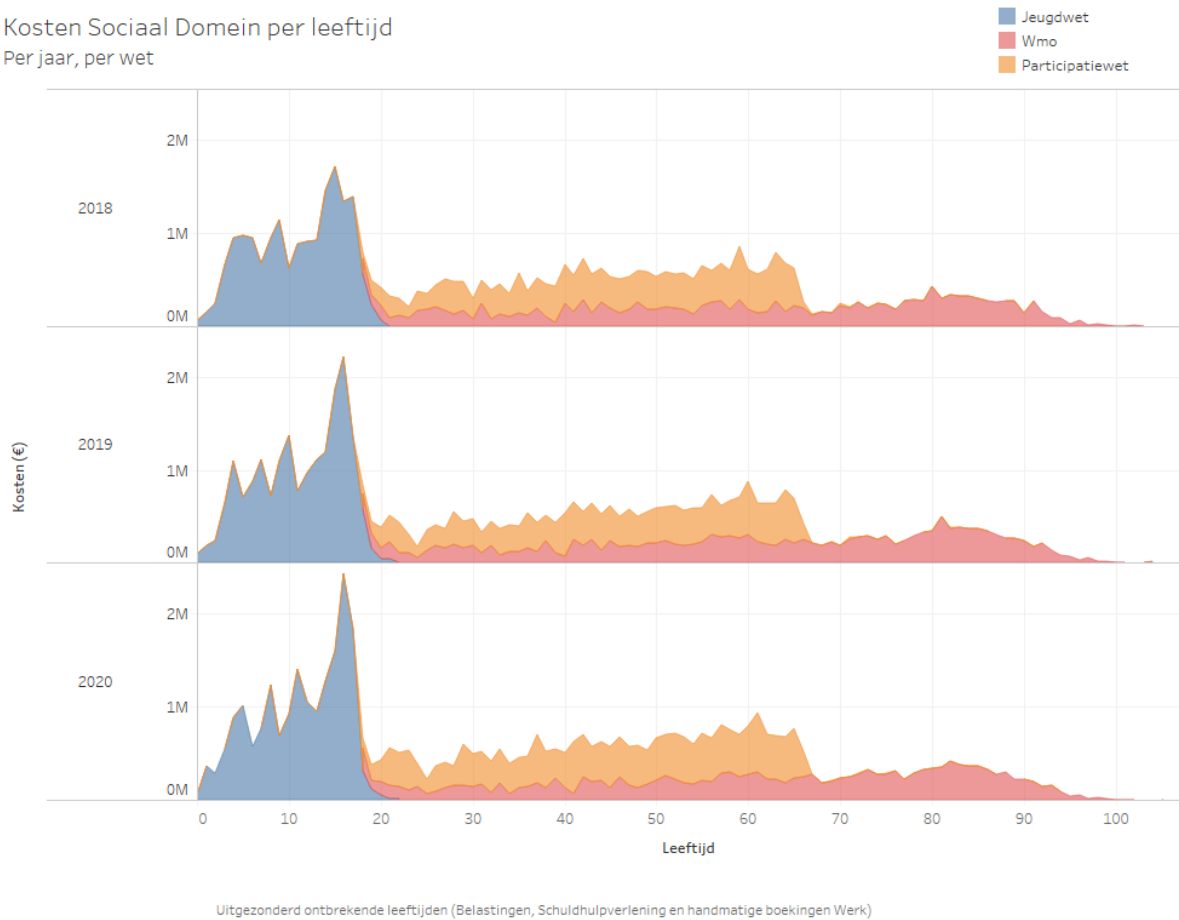 Kosten Sociaal Domein per leeftijd
Per jaar, per wet
Jeugdwet
Wmo
Participatiewet
Kosten (€)
2018
2M
1M
0M
2019
2M
1M
0M
2020
2M
1M
0M
0 10 20 30 40 50 60 70 80 90 100
Leeftijd
Uitgezonderd ontbrekende leeftijden (Belastingen, Schuldhulpverlening en handmatige boekingen Werk)